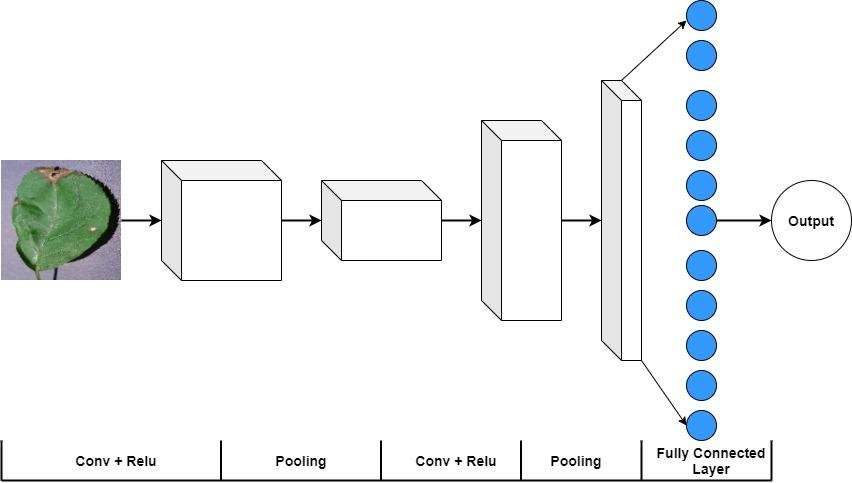 Output
Conv + Relu
Pooling
Conv + Relu
Pooling
Fully Connected
Layer